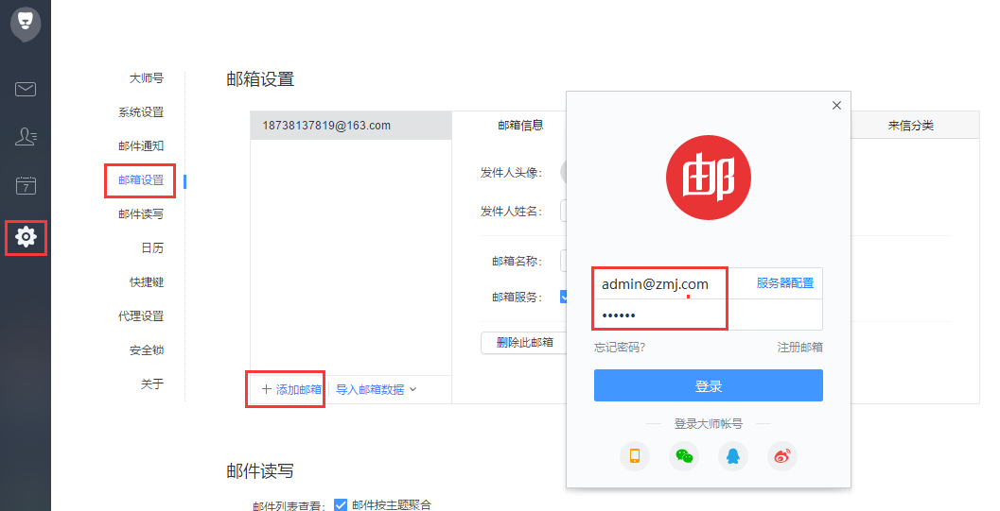 大师号
系统设置
邮件通知
邮箱设置
邮件读写
日历
快捷键
代理设置
安全锁
关于
7
邮箱设置
18738137819@163.com
添加邮箱
导入邮箱数据
邮箱信息
来信分类
发件人头像:
发件人姓名:
邮箱名称:
邮箱服务:
删除此邮箱
邮
admin@zmj.com
服务器配置
••••••
忘记密码?
注册邮箱
登录
登录大师帐号
邮件读写
邮件列表查看:
邮件按主题聚合